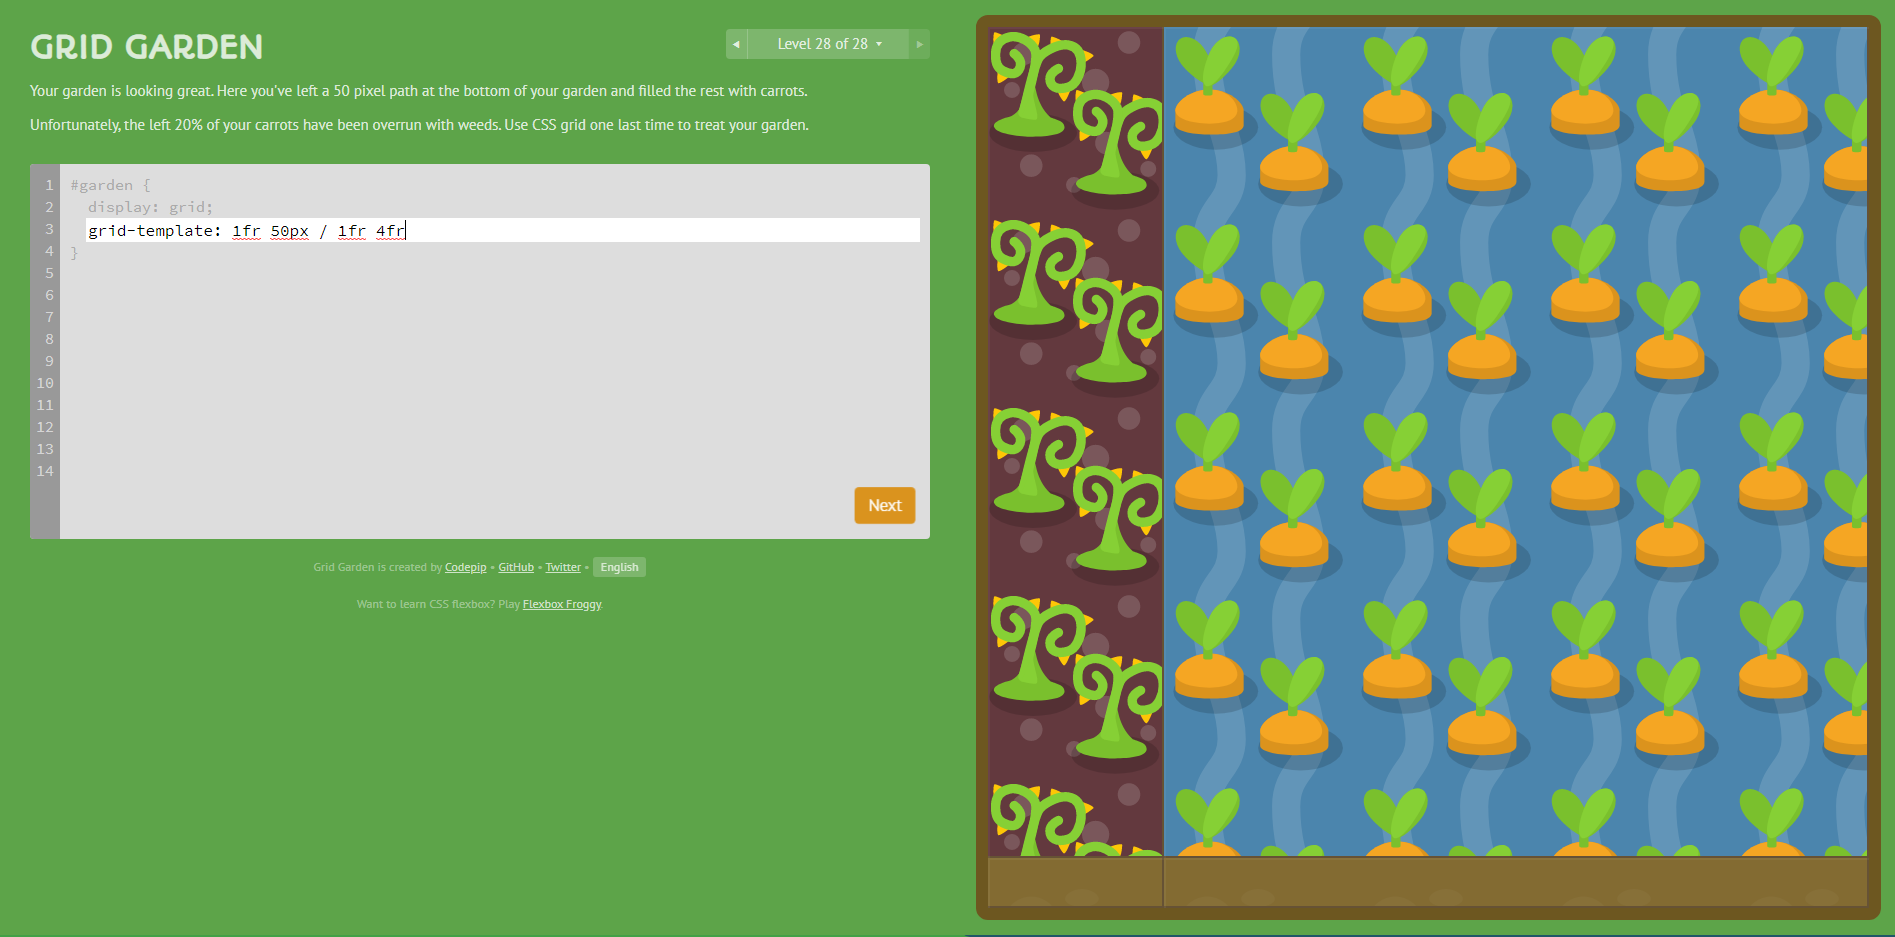 GRID GARDEN
◀ Level 28 of 28 ▾ ▶
Your garden is looking great. Here you've left a 50 pixel path at the bottom of your garden and filled the rest with carrots.
Unfortunately, the left 20% of your carrots have been overrun with weeds. Use CSS grid one last time to treat your garden.
1 #garden {
2 display: grid;
3 grid-template: 1fr 50px / 1fr 4fr
4 }
5
6
7
8
9
10
11
12
13
14
Next
Grid Garden is created by Codepip • GitHub • Twitter • English
Want to learn CSS flexbox? Play Flexbox Froggy.